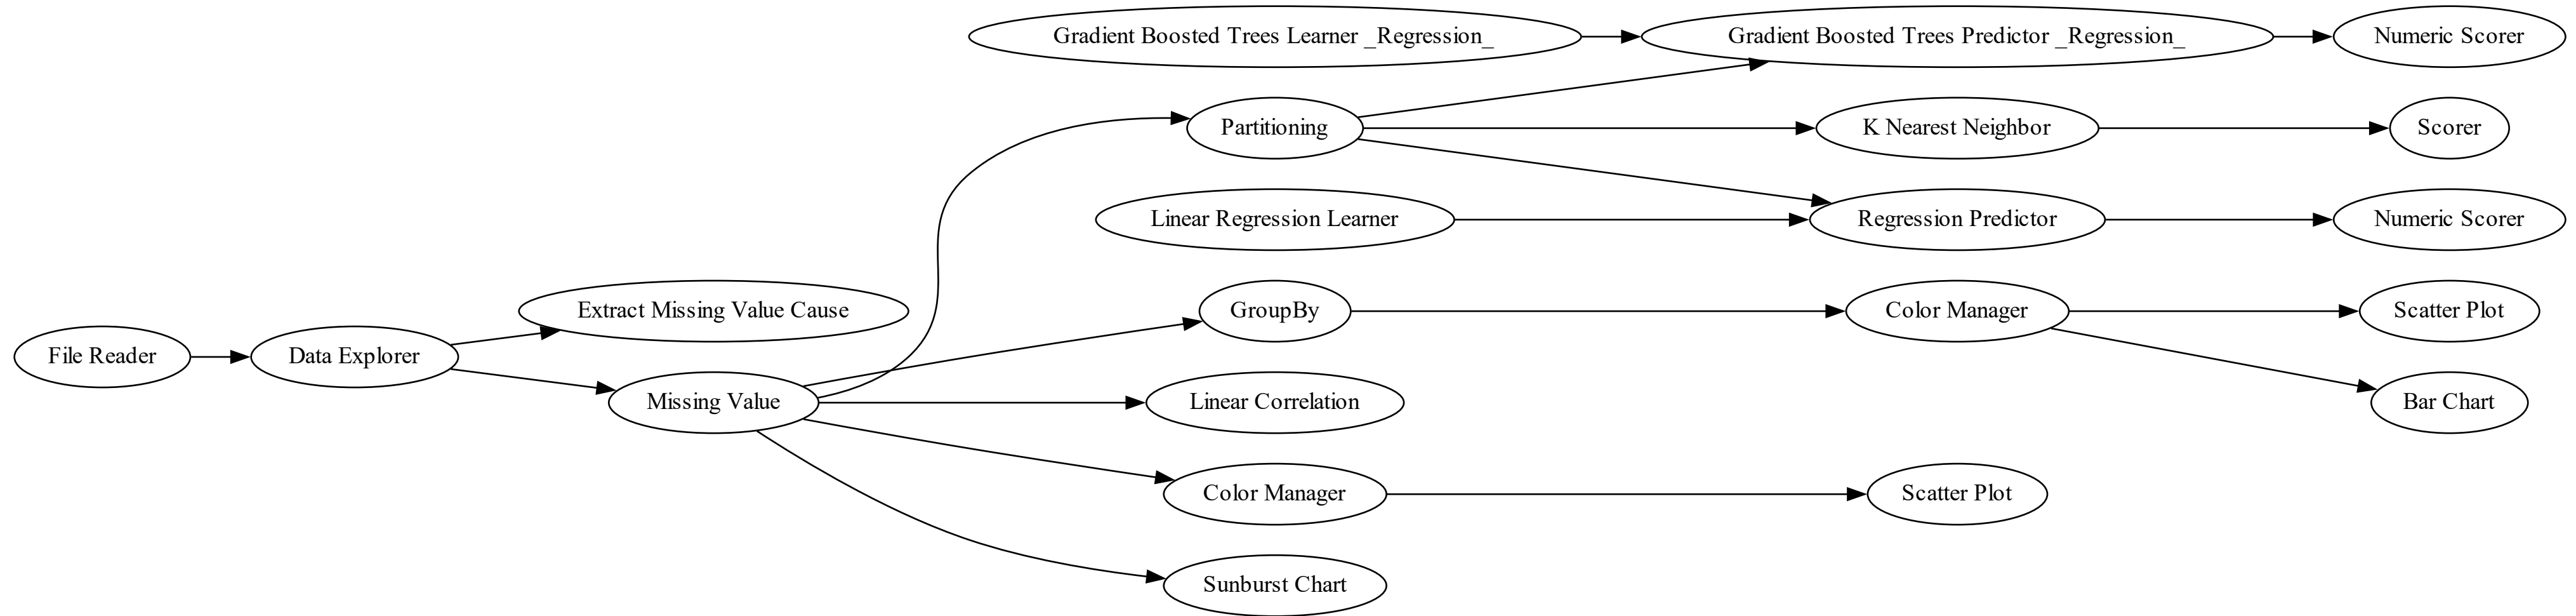 Gradient Boosted Trees Learner _Regression_
Gradient Boosted Trees Predictor _Regression_
Numeric Scorer
Partitioning
K Nearest Neighbor
Scorer
Linear Regression Learner
Regression Predictor
Numeric Scorer
Extract Missing Value Cause
GroupBy
Color Manager
Scatter Plot
File Reader
Data Explorer
Missing Value
Linear Correlation
Bar Chart
Color Manager
Scatter Plot
Sunburst Chart